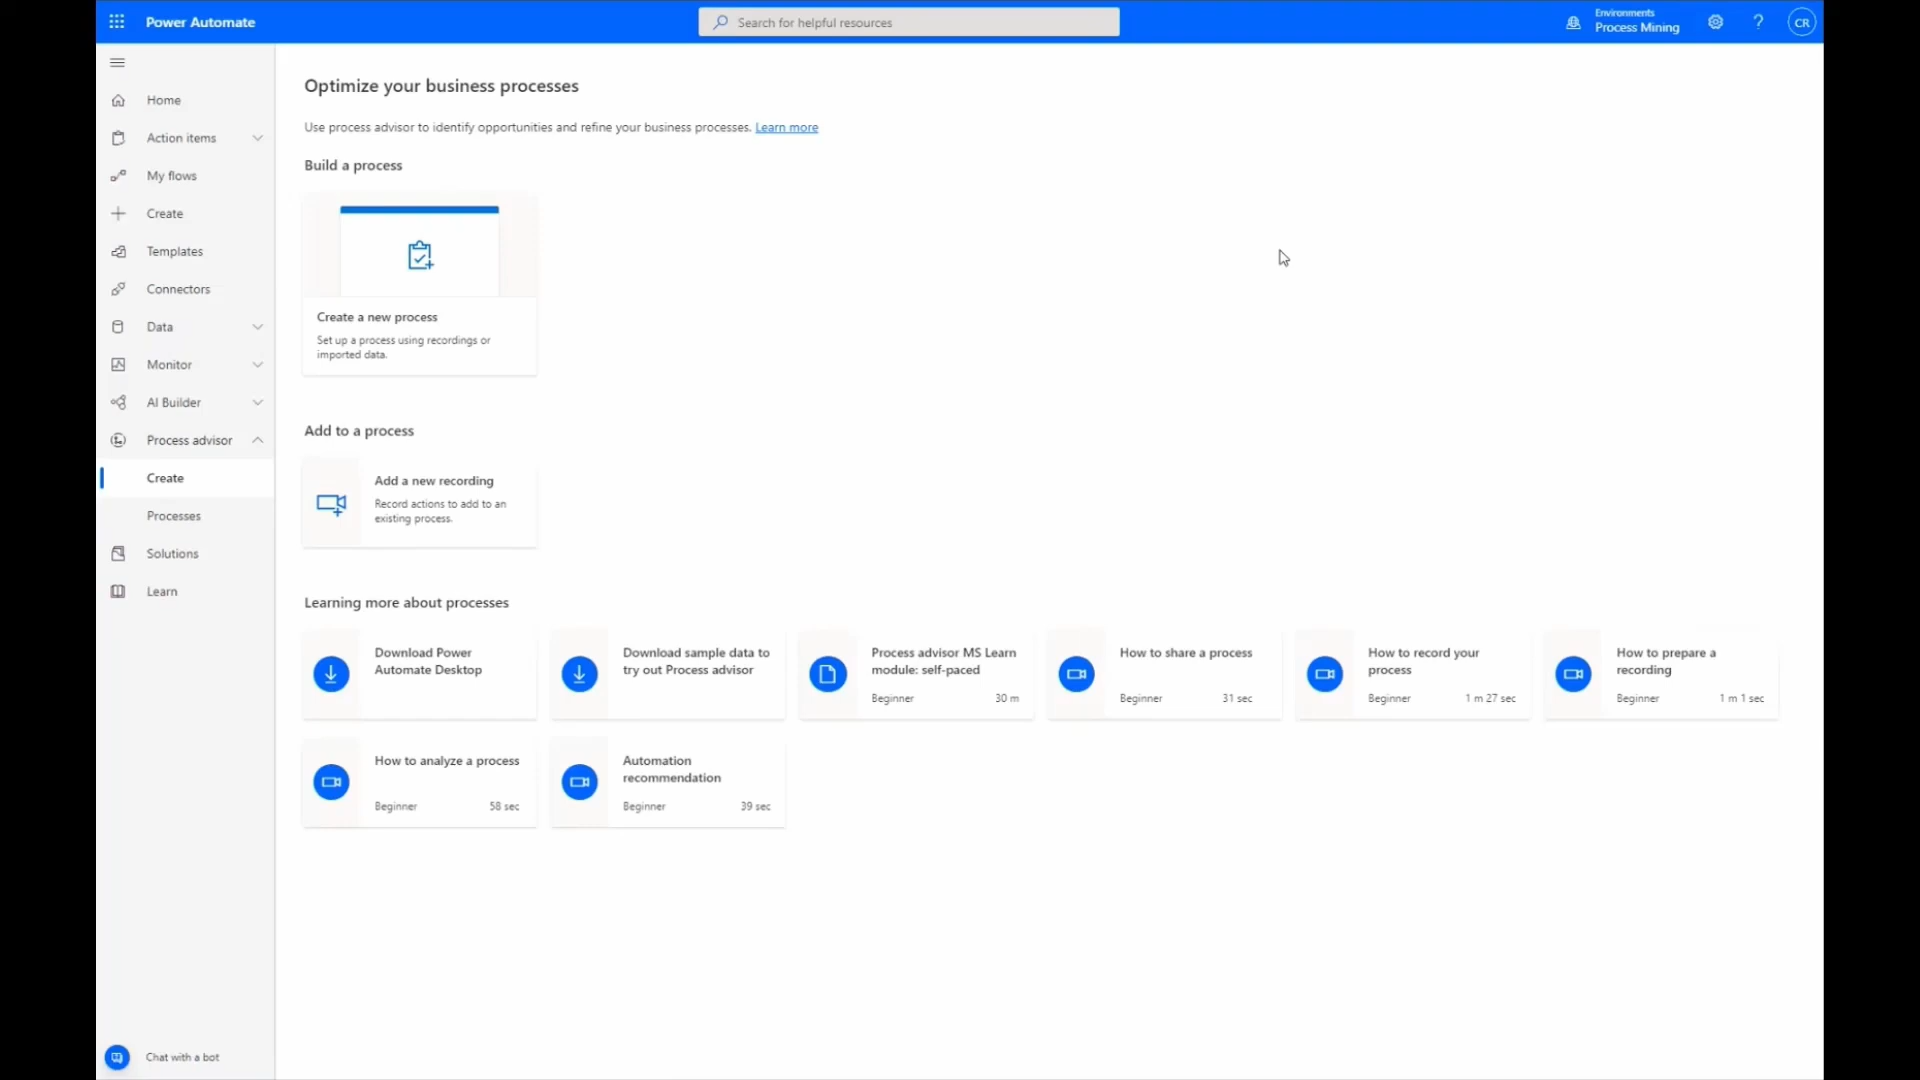 Power Automate
Search for helpful resources
Environments
Process Mining
?
CR
Home
Action items
My flows
Create
Templates
Connectors
Data
Monitor
AI Builder
Process advisor
Create
Processes
Solutions
Learn
Chat with a bot
Optimize your business processes
Use process advisor to identify opportunities and refine your business processes. Learn more
Build a process
Create a new process
Set up a process using recordings or
imported data.
Add to a process
Add a new recording
Record actions to add to an
existing process.
Learning more about processes
Download Power
Automate Desktop
Download sample data to
try out Process advisor
Process advisor MS Learn
module: self-paced
Beginner 30 m
How to share a process
Beginner 31 sec
How to record your
process
Beginner 1 m 27 sec
How to prepare a
recording
Beginner 1 m 1 sec
How to analyze a process
Beginner 58 sec
Automation
recommendation
Beginner 39 sec